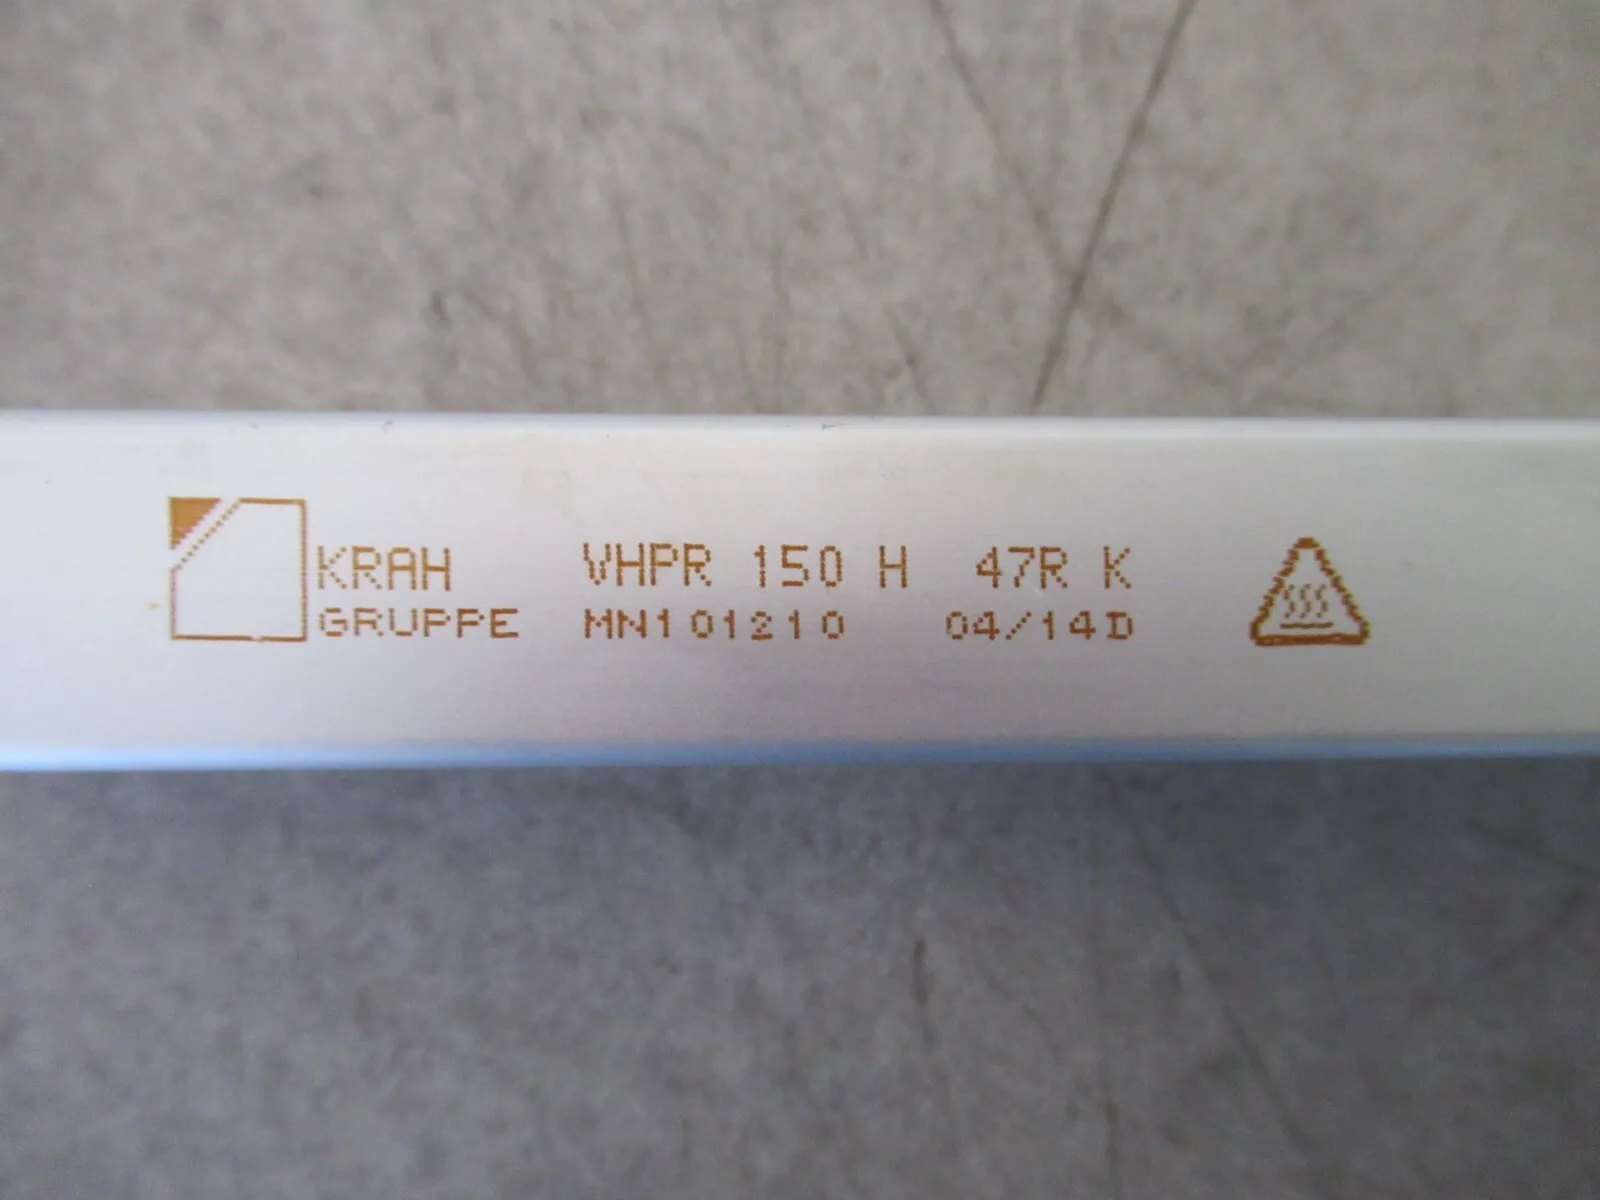 KRAH VHPR 150 H 47R K
GRUPPE MN101210 04/14D